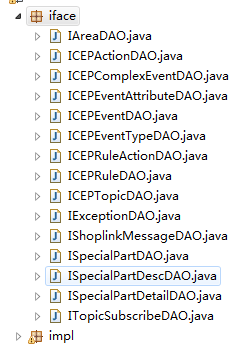 iface
IAreaDAO.java
ICEPActionDAO.java
ICEPComplexEventDAO.java
ICEPEventAttributeDAO.java
ICEPEventDAO.java
ICEPEventTypeDAO.java
ICEPRuleActionDAO.java
ICEPRuleDAO.java
ICEPTopicDAO.java
IExceptionDAO.java
IShoplinkMessageDAO.java
ISpecialPartDAO.java
ISpecialPartDescDAO.java
ISpecialPartDetailDAO.java
ITopicSubscribeDAO.java
impl